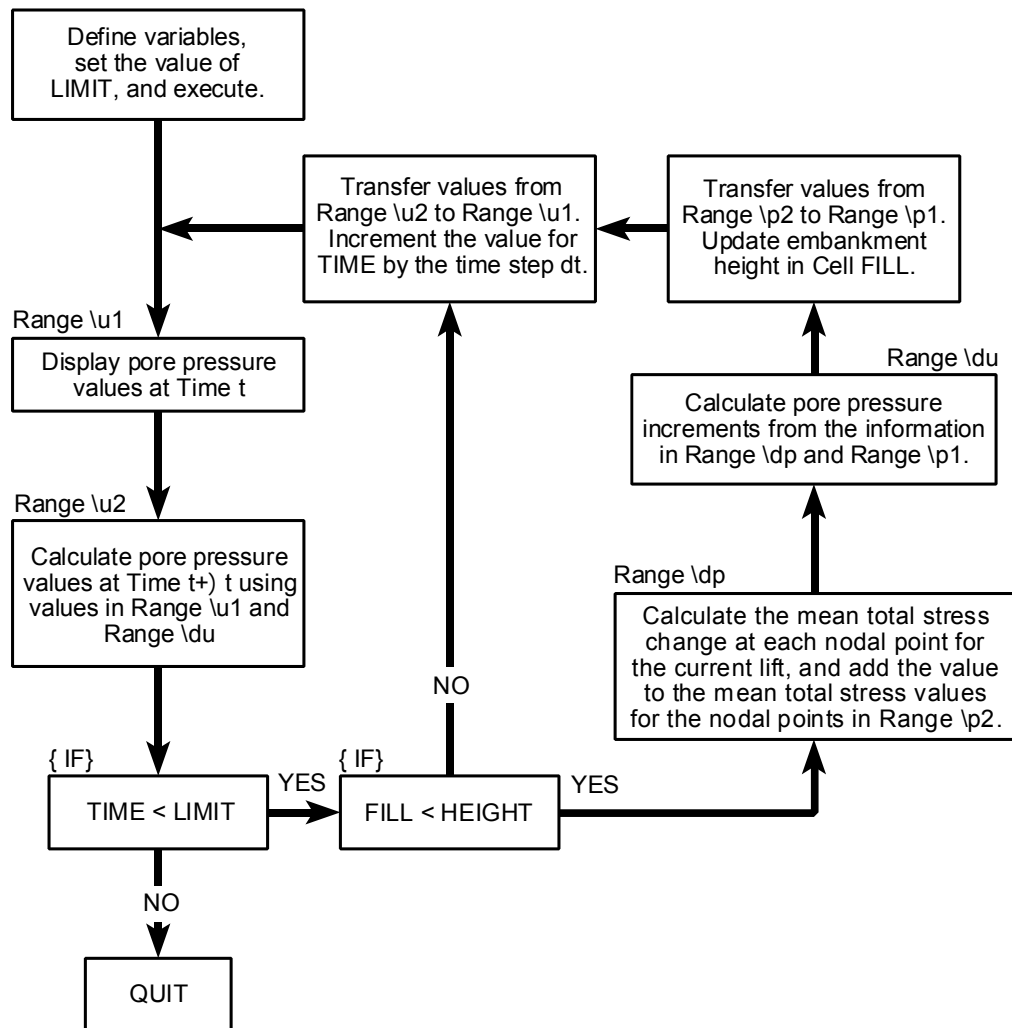 Define variables,
set the value of
LIMIT, and execute.
Transfer values from
Range \u2 to Range \u1.
Increment the value for
TIME by the time step dt.
Transfer values from
Range \p2 to Range \p1.
Update embankment
height in Cell FILL.
Range \u1
Display pore pressure
values at Time t
Range \du
Calculate pore pressure
increments from the information
in Range \dp and Range \p1.
Range \u2
Calculate pore pressure
values at Time t+) t using
values in Range \u1 and
Range \du
Range \dp
Calculate the mean total stress
change at each nodal point for
the current lift, and add the value
to the mean total stress values
for the nodal points in Range \p2.
NO
{ IF}
TIME < LIMIT
YES
{ IF}
FILL < HEIGHT
YES
NO
QUIT